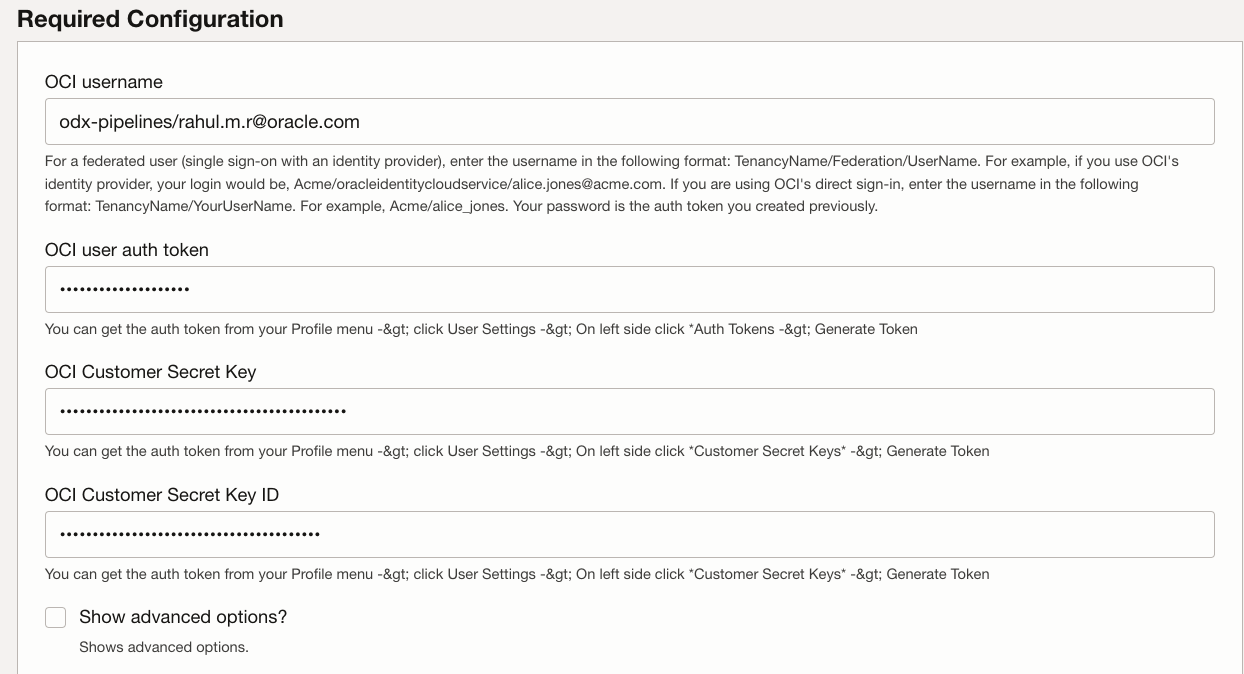 Required Configuration
OCI username
odx-pipelines/rahul.m.r@oracle.com
For a federated user (single sign-on with an identity provider), enter the username in the following format: TenancyName/Federation/UserName. For example, if you use OCI's
identity provider, your login would be, Acme/oracleidentitycloudservice/alice.jones@acme.com. If you are using OCI's direct sign-in, enter the username in the following
format: TenancyName/YourUserName. For example, Acme/alice_jones. Your password is the auth token you created previously.
OCI user auth token
••••••••••••••••••••
You can get the auth token from your Profile menu -&gt; click User Settings -&gt; On left side click *Auth Tokens -&gt; Generate Token
OCI Customer Secret Key
••••••••••••••••••••••••••••••••••••••••••••
You can get the auth token from your Profile menu -&gt; click User Settings -&gt; On left side click *Customer Secret Keys* -&gt; Generate Token
OCI Customer Secret Key ID
••••••••••••••••••••••••••••••••••••••••
You can get the auth token from your Profile menu -&gt; click User Settings -&gt; On left side click *Customer Secret Keys* -&gt; Generate Token
Show advanced options?
Shows advanced options.